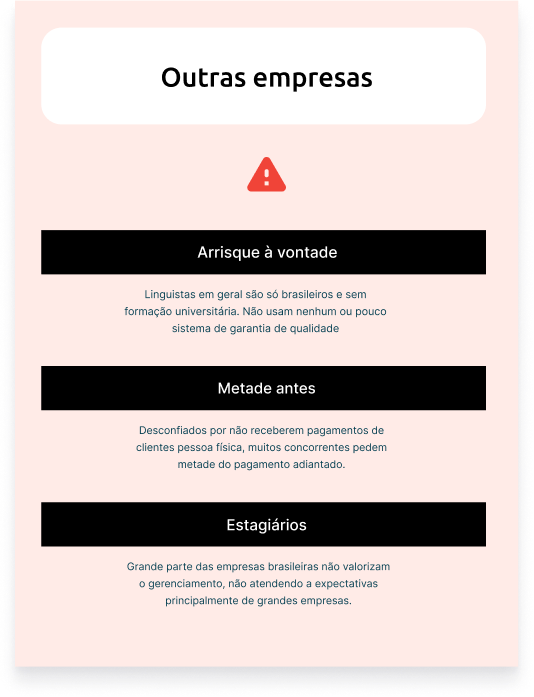 Outras empresas
Arrisque à vontade
Linguistas em geral são só brasileiros e sem
formação universitária. Não usam nenhum ou pouco
sistema de garantia de qualidade
Metade antes
Desconfiados por não receberem pagamentos de
clientes pessoa física, muitos concorrentes pedem
metade do pagamento adiantado.
Estagiários
Grande parte das empresas brasileiras não valorizam
o gerenciamento, não atendendo a expectativas
principalmente de grandes empresas.